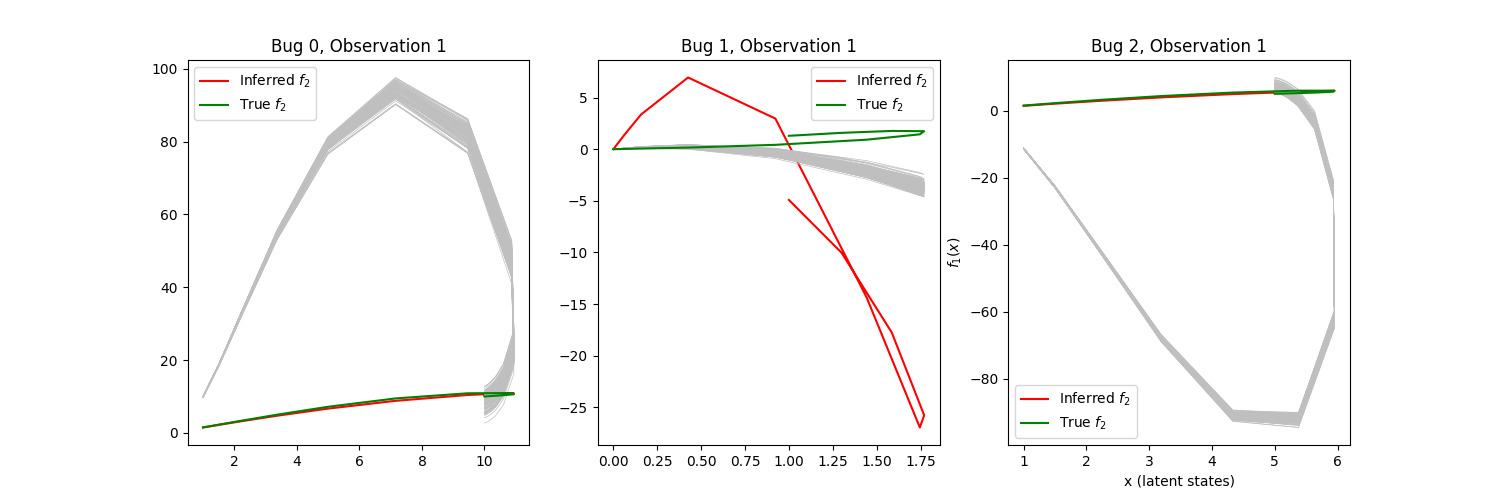 Bug 0, Observation 1
Inferred f₂
True f₂
100
80
60
40
20
0
2 4 6 8 10
Bug 1, Observation 1
Inferred f₂
True f₂
5
0
−5
−10
−15
−20
−25
0.00 0.25 0.50 0.75 1.00 1.25 1.50 1.75
Bug 2, Observation 1
f₁(x)
0
−20
−40
−60
−80
Inferred f₂
True f₂
1 2 3 4 5 6
x (latent states)